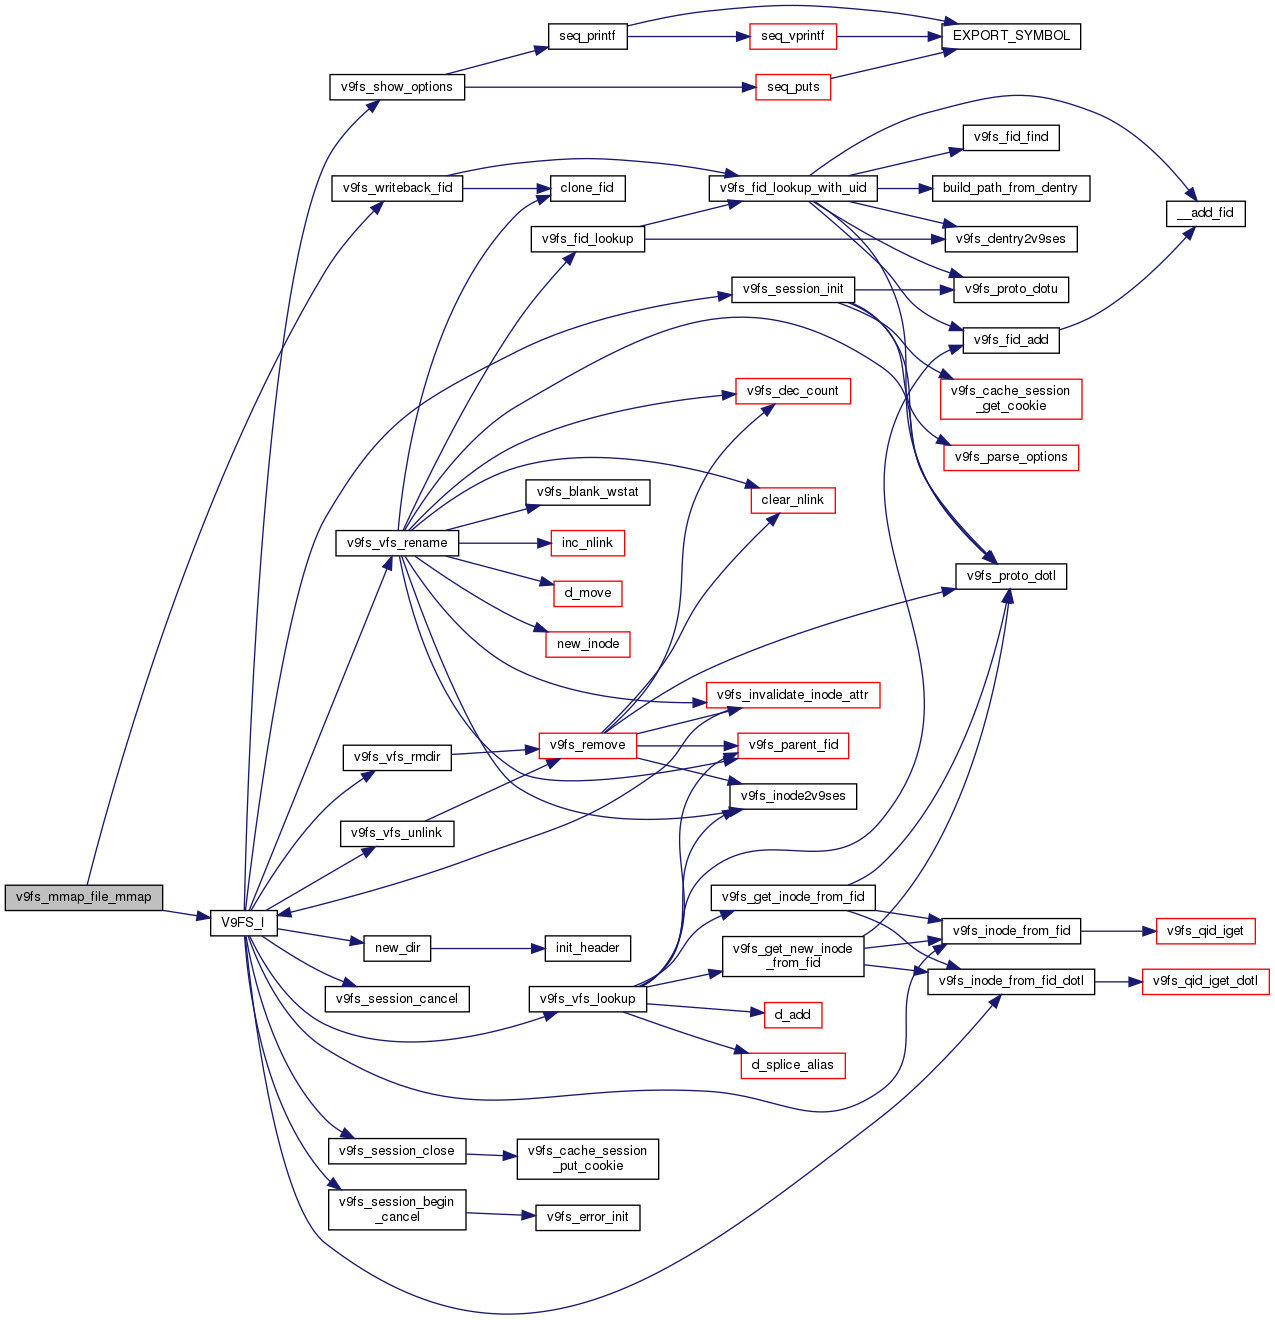 seq_printf
seq_vprintf
EXPORT_SYMBOL
v9fs_show_options
seq_puts
v9fs_fid_find
v9fs_writeback_fid
clone_fid
v9fs_fid_lookup_with_uid
build_path_from_dentry
__add_fid
v9fs_fid_lookup
v9fs_dentry2v9ses
v9fs_session_init
v9fs_proto_dotu
v9fs_fid_add
v9fs_dec_count
v9fs_cache_session
_get_cookie
v9fs_parse_options
v9fs_blank_wstat
clear_nlink
v9fs_vfs_rename
inc_nlink
v9fs_proto_dotl
d_move
new_inode
v9fs_invalidate_inode_attr
v9fs_remove
v9fs_parent_fid
v9fs_vfs_rmdir
v9fs_inode2v9ses
v9fs_vfs_unlink
v9fs_mmap_file_mmap
v9fs_get_inode_from_fid
V9FS_I
v9fs_inode_from_fid
v9fs_qid_iget
new_dir
init_header
v9fs_get_new_inode
_from_fid
v9fs_inode_from_fid_dotl
v9fs_qid_iget_dotl
v9fs_session_cancel
v9fs_vfs_lookup
d_add
d_splice_alias
v9fs_session_close
v9fs_cache_session
_put_cookie
v9fs_session_begin
_cancel
v9fs_error_init